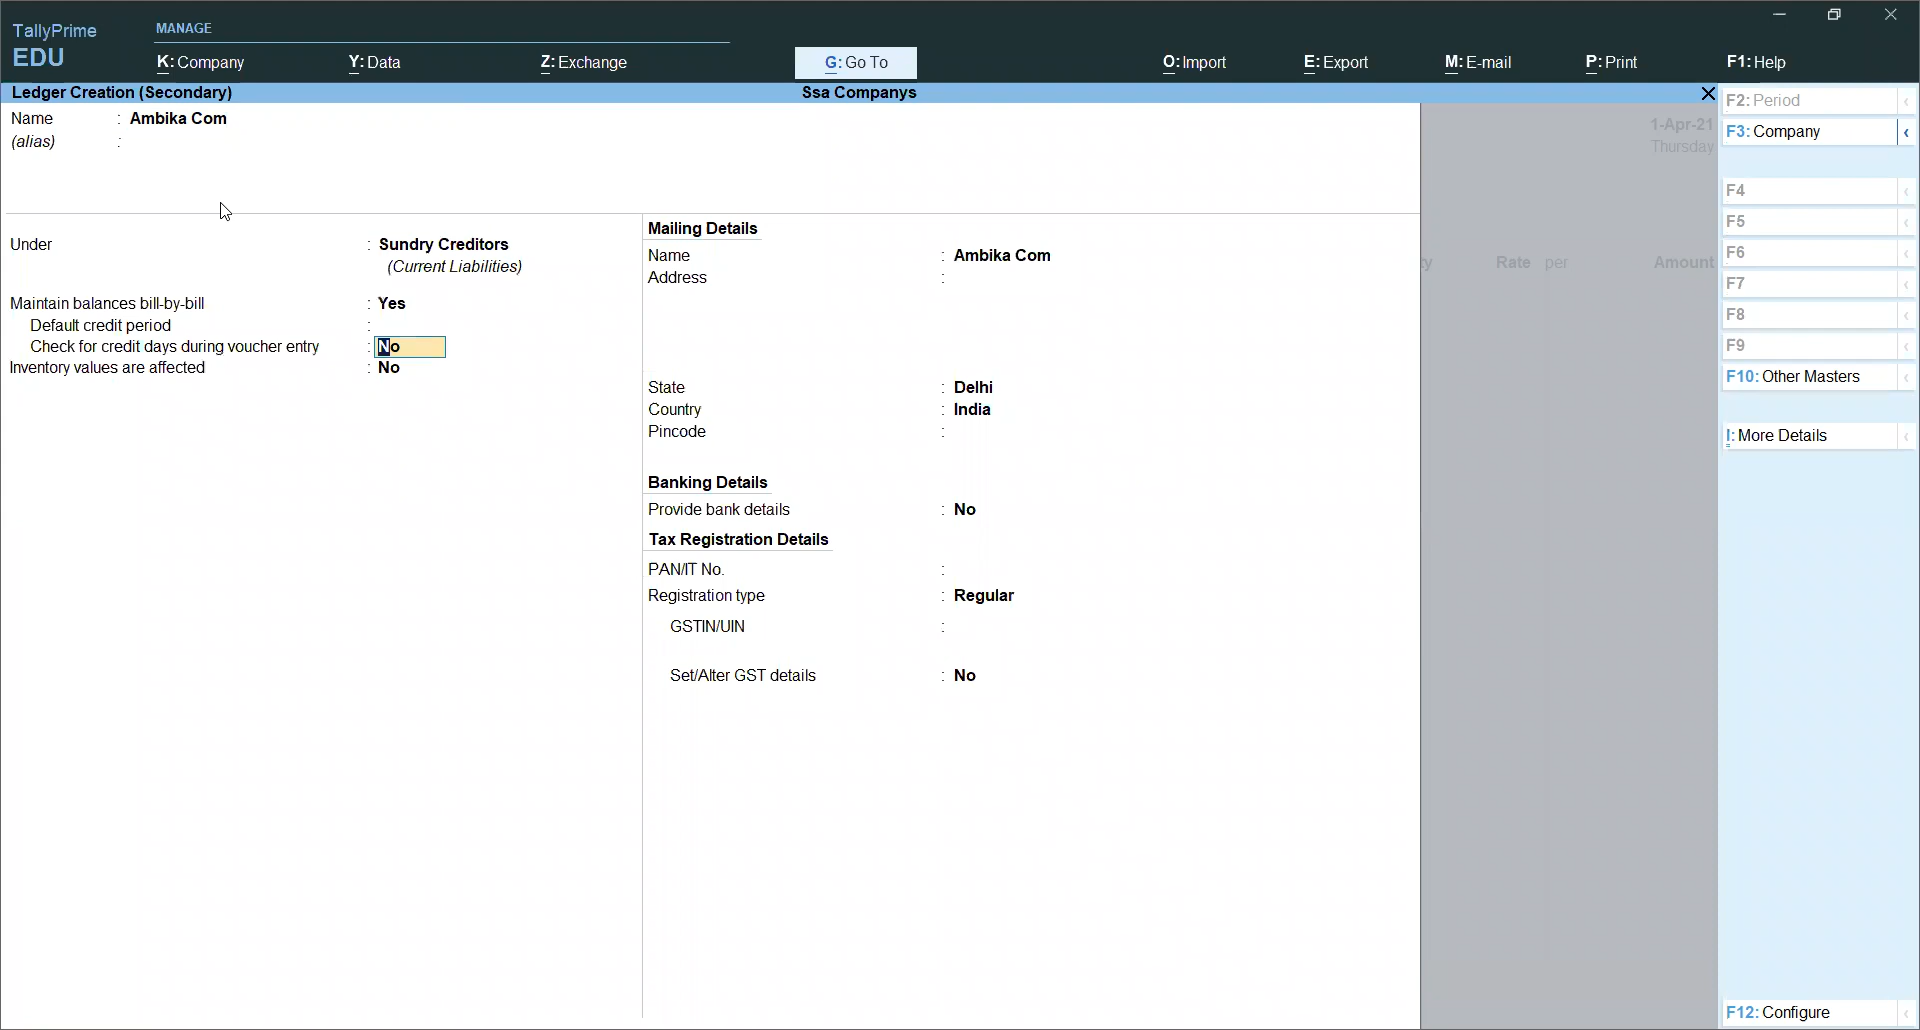 TallyPrime
EDU
MANAGE
K: Company
Y: Data
Z: Exchange
G: Go To
O: Import
E: Export
M: E-mail
P: Print
F1: Help
Ledger Creation (Secondary)
Ssa Companys
Name : Ambika Com
(alias) :
Under : Sundry Creditors
(Current Liabilities)
Maintain balances bill-by-bill : Yes
Default credit period :
Check for credit days during voucher entry : No
Inventory values are affected : No
Mailing Details
Name : Ambika Com
Address :
State : Delhi
Country : India
Pincode :
Banking Details
Provide bank details : No
Tax Registration Details
PAN/IT No. :
Registration type : Regular
GSTIN/UIN :
Set/Alter GST details : No
1-Apr-21
Thursday
ty Rate per Amount
F2: Period
F3: Company
F4
F5
F6
F7
F8
F9
F10: Other Masters
I: More Details
F12: Configure